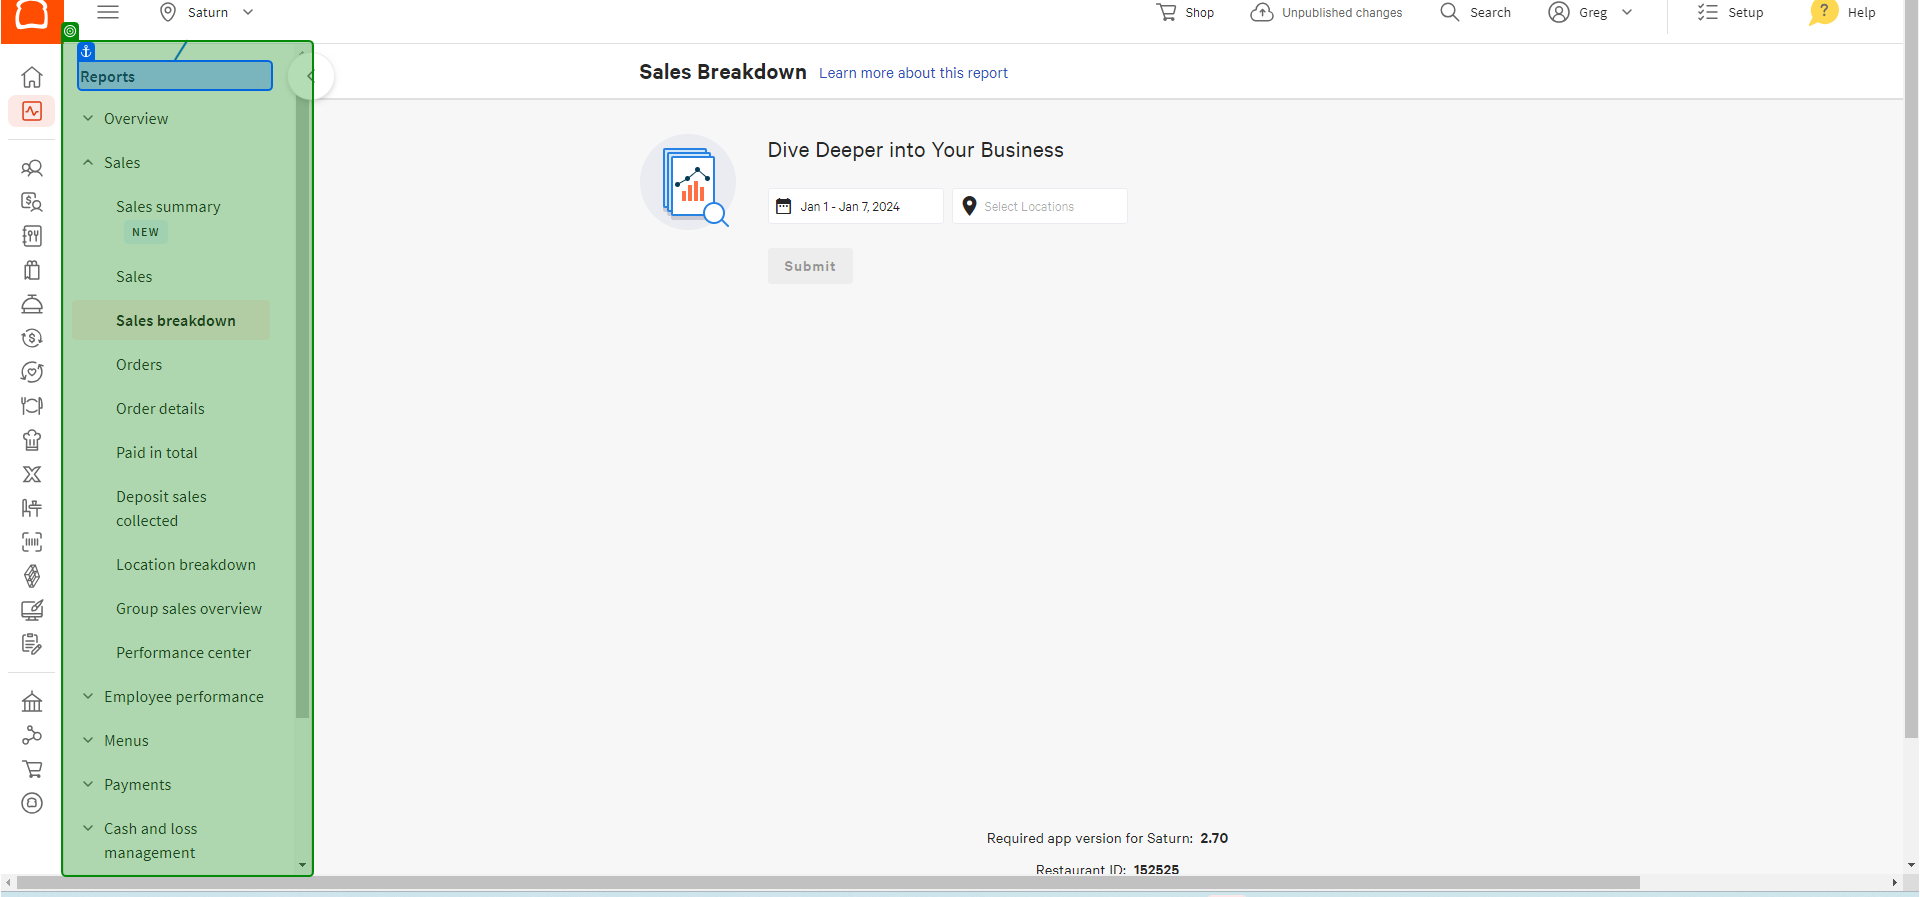 Saturn
Shop
Unpublished changes
Search
Greg
Setup
? Help
Reports
Sales Breakdown Learn more about this report
Overview
Sales
Sales summary
NEW
Sales
Sales breakdown
Orders
Order details
Paid in total
Deposit sales
collected
Location breakdown
Group sales overview
Performance center
Employee performance
Menus
Payments
Cash and loss
management
Dive Deeper into Your Business
Jan 1 - Jan 7, 2024
Select Locations
Submit
Required app version for Saturn: 2.70
Restaurant ID: 152525